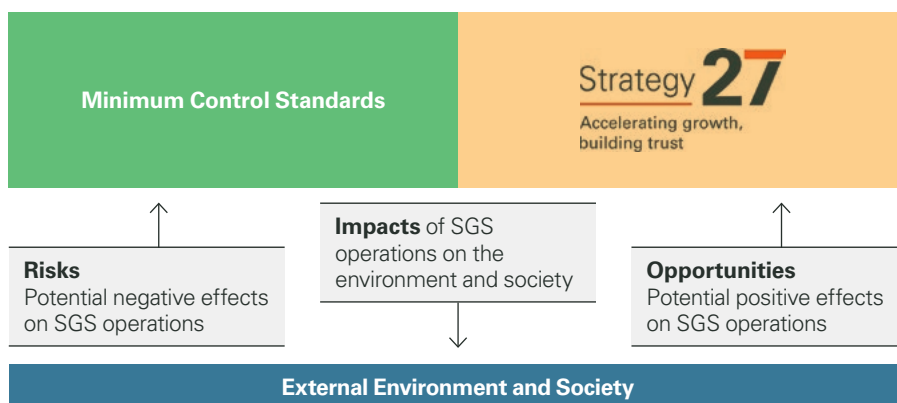 Minimum Control Standards
Strategy 27
Accelerating growth,
building trust
Risks
Potential negative effects
on SGS operations
Impacts of SGS
operations on the
environment and society
Opportunities
Potential positive effects
on SGS operations
External Environment and Society